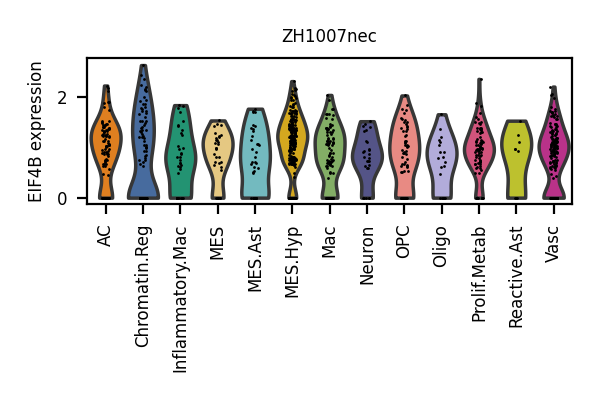 ZH1007nec
EIF4B expression
2
0
AC
Chromatin.Reg
Inflammatory.Mac
MES
MES.Ast
MES.Hyp
Mac
Neuron
OPC
Oligo
Prolif.Metab
Reactive.Ast
Vasc